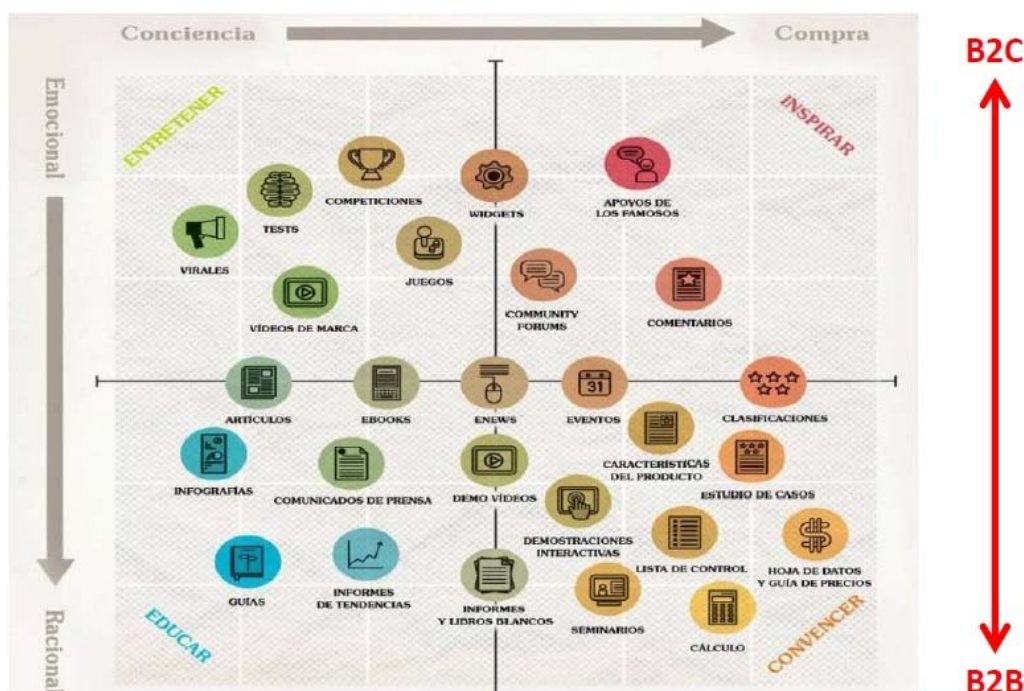 Conciencia
Compra
B2C
Emocional
ENTRETENER
INSPIRAR
COMPETICIONES
WIDGETS
APOYOS DE
LOS FAMOSOS
TESTS
VIRALES
JUEGOS
VÍDEOS DE MARCA
COMMUNITY
FORUMS
COMENTARIOS
31
ARTÍCULOS
EBOOKS
ENEWS
EVENTOS
CLASIFICACIONES
INFOGRAFÍAS
COMUNICADOS DE PRENSA
DEMO VÍDEOS
CARACTERÍSTICAS
DEL PRODUCTO
ESTUDIO DE CASOS
DEMOSTRACIONES
INTERACTIVAS
LISTA DE CONTROL
HOJA DE DATOS
Y GUÍA DE PRECIOS
GUÍAS
INFORMES
DE TENDENCIAS
INFORMES
Y LIBROS BLANCOS
SEMINARIOS
CÁLCULO
EDUCAR
CONVENCER
Racional
B2B